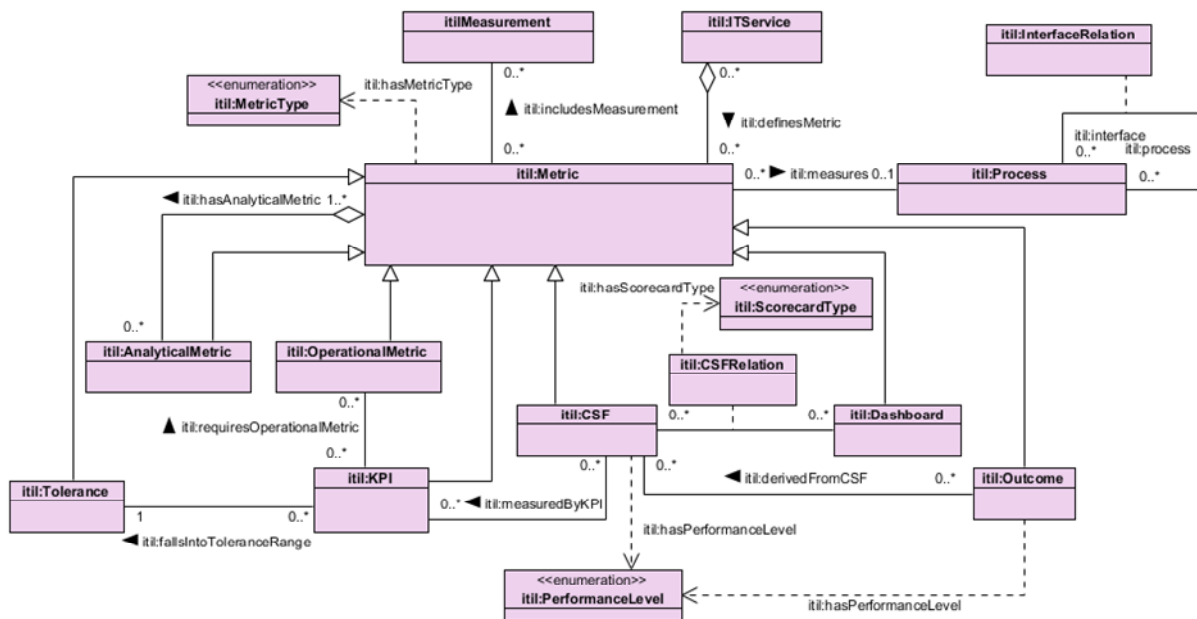 itilMeasurement
itil:ITService
itil:InterfaceRelation
<<enumeration>>
itil:MetricType
itil:hasMetricType
0..*
0..*
itil:includesMeasurement
itil:definesMetric
0..*
0..*
itil:interface
0..*
itil:process
0..*
itil:Metric
0..* itil:measures 0..1
itil:Process
itil:hasAnalyticalMetric 1..*
itil:hasScorecardType
<<enumeration>>
itil:ScorecardType
0..*
itil:AnalyticalMetric
itil:OperationalMetric
itil:CSFRelation
0..*
itil:CSF
0..*
0..*
itil:Dashboard
itil:requiresOperationalMetric
0..*
0..*
0..*
itil:derivedFromCSF
0..*
itil:Tolerance
itil:KPI
itil:Outcome
0..*
itil:measuredByKPI
1
0..*
itil:fallsIntoToleranceRange
itil:hasPerformanceLevel
<<enumeration>>
itil:PerformanceLevel
itil:hasPerformanceLevel